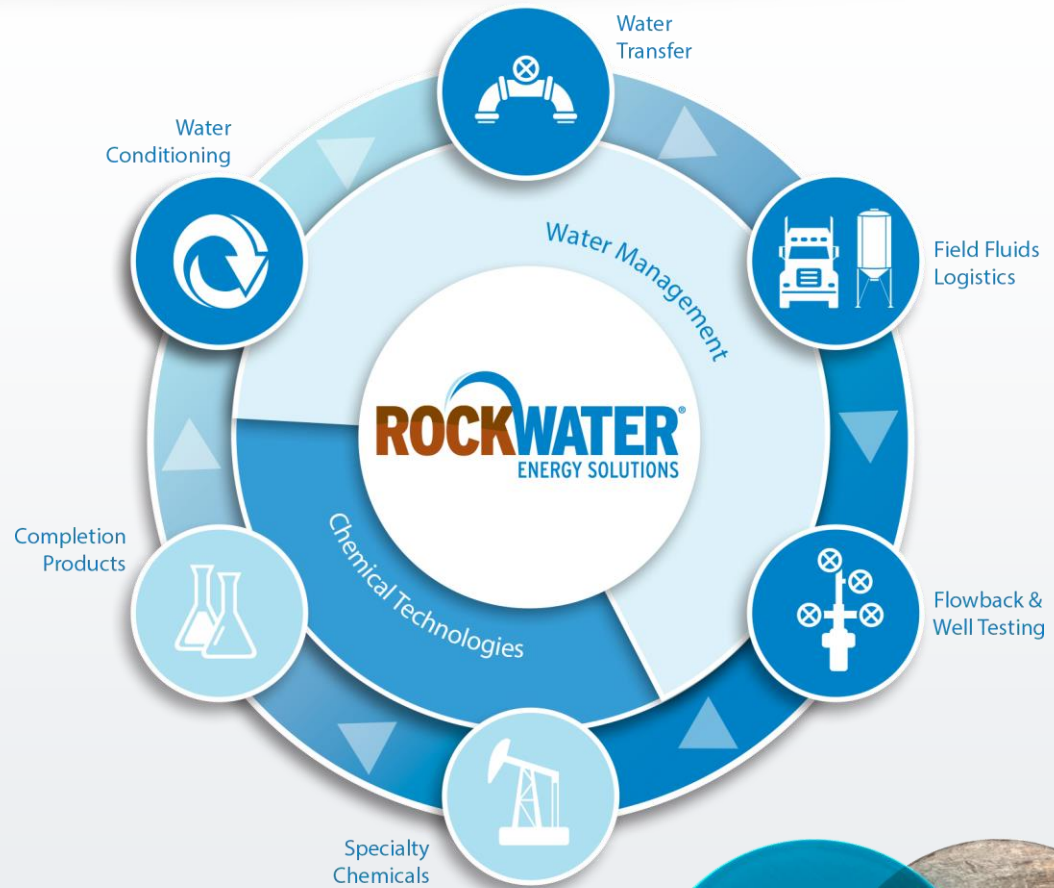 Water
Transfer
Water
Conditioning
Water Management
Field Fluids
Logistics
ROCKWATER®
ENERGY SOLUTIONS
Completion
Products
Chemical Technologies
Flowback &
Well Testing
Specialty
Chemicals